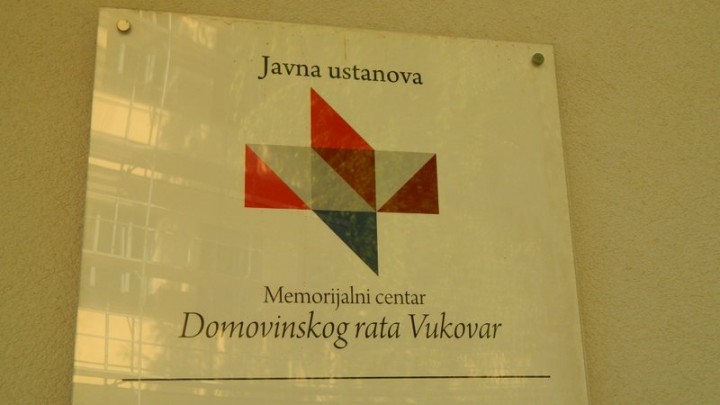 Javna ustanova
Memorijalni centar
Domovinskog rata Vukovar